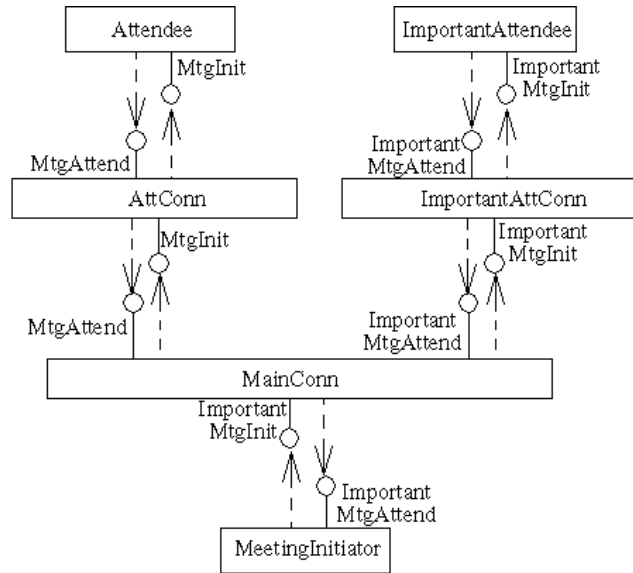 Attendee
ImportantAttendee
MtgInit
Important
MtgInit
MtgAttend
Important
MtgAttend
AttConn
ImportantAttConn
MtgInit
Important
MtgInit
MtgAttend
Important
MtgAttend
MainConn
Important
MtgInit
Important
MtgAttend
MeetingInitiator